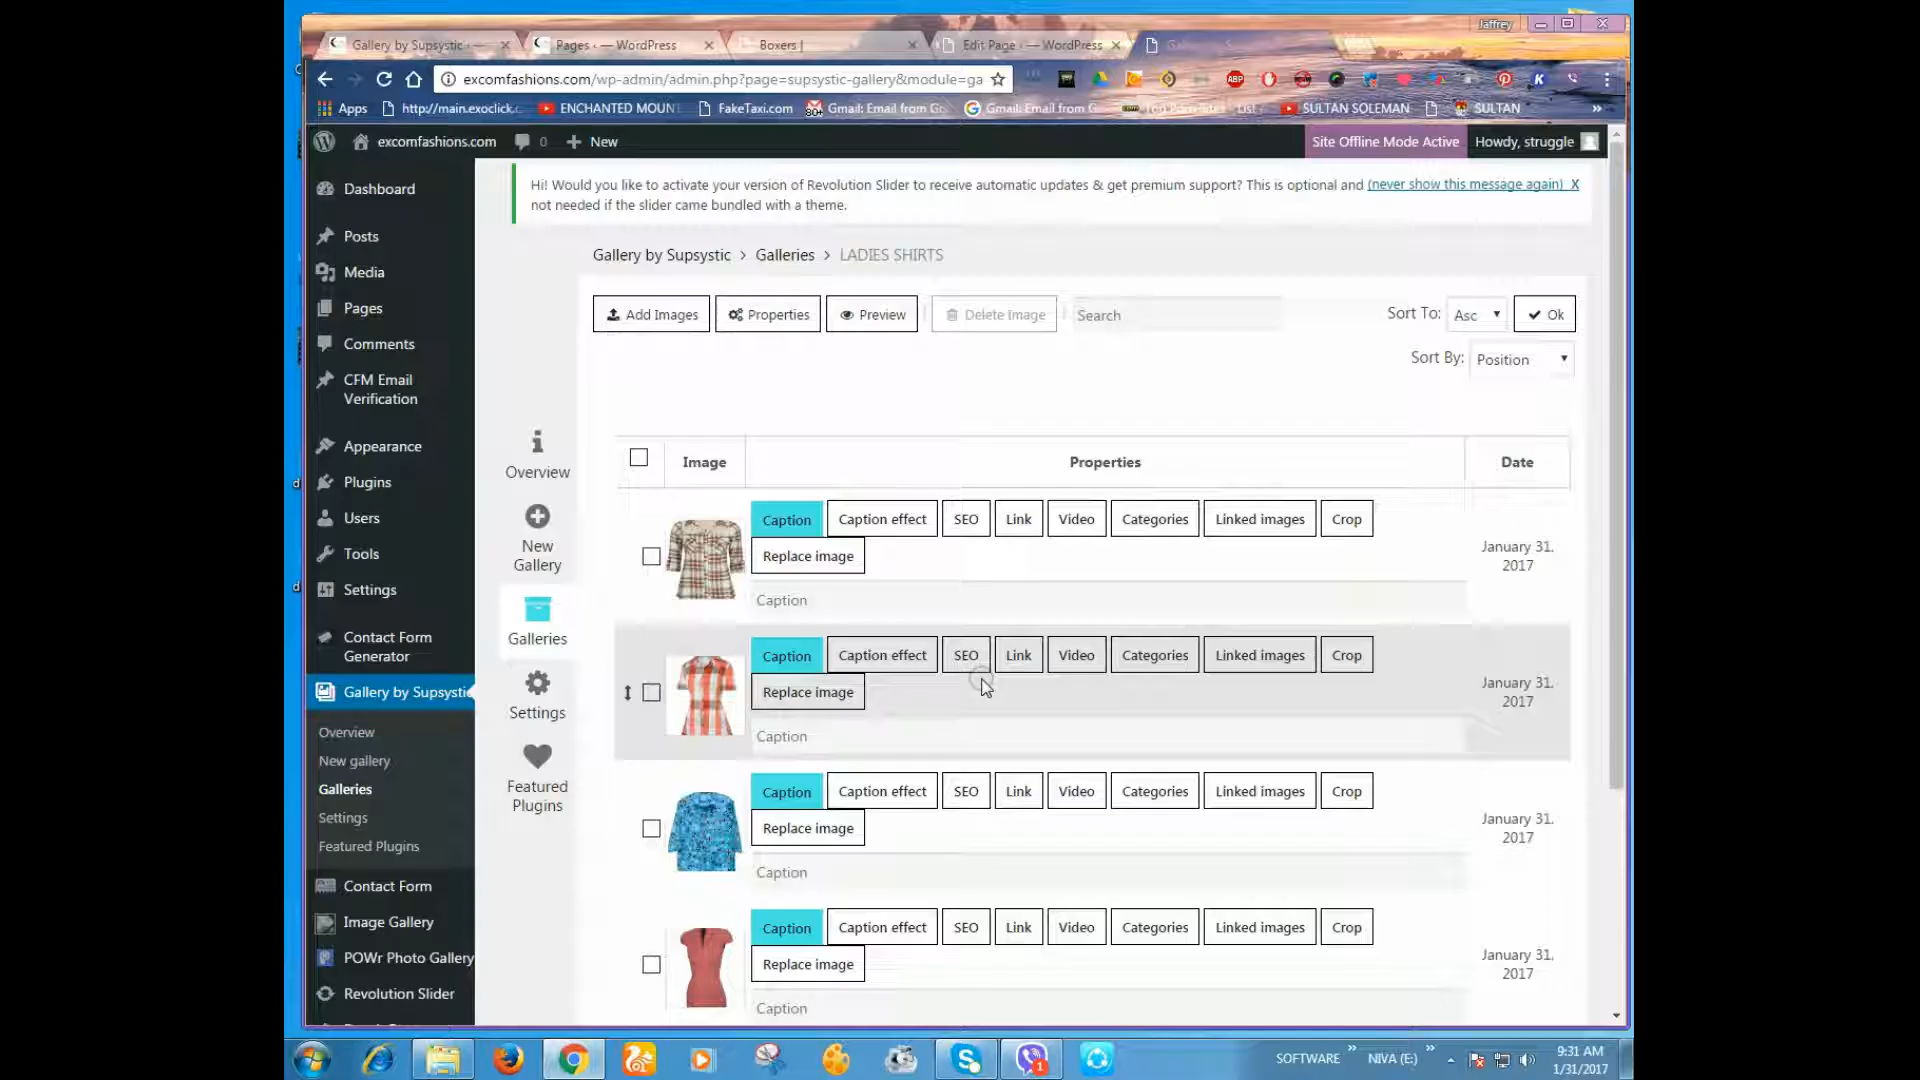 Jaffrey
Gallery by Supsystic · —
Pages · — WordPress
Boxers |
Edit Page · — WordPress
excomfashions.com/wp-admin/admin.php?page=supsystic-gallery&module=ga
Apps
http://main.exoclick.c
ENCHANTED MOUN
FakeTaxi.com
Gmail: Email from Go
Gmail: Email from G
List
SULTAN SOLEMAN
SULTAN
»
excomfashions.com
0
New
Site Offline Mode Active
Howdy, struggle
Hi! Would you like to activate your version of Revolution Slider to receive automatic updates & get premium support? This is optional and (never show this message again) X
not needed if the slider came bundled with a theme.
Dashboard
Posts
Media
Pages
Comments
CFM Email
Verification
Appearance
Plugins
Users
Tools
Settings
Contact Form
Generator
Gallery by Supsystic
Overview
New gallery
Galleries
Settings
Featured Plugins
Contact Form
Image Gallery
POWr Photo Gallery
Revolution Slider
Overview
New
Gallery
Galleries
Settings
Featured
Plugins
Gallery by Supsystic > Galleries > LADIES SHIRTS
Add Images
Properties
Preview
Delete Image
Search
Sort To: Asc
Ok
Sort By: Position
Image
Properties
Date
Caption Caption effect SEO Link Video Categories Linked images Crop
Replace image
Caption
January 31,
2017
Caption Caption effect SEO Link Video Categories Linked images Crop
Replace image
Caption
January 31,
2017
Caption Caption effect SEO Link Video Categories Linked images Crop
Replace image
Caption
January 31,
2017
Caption Caption effect SEO Link Video Categories Linked images Crop
Replace image
Caption
January 31,
2017
SOFTWARE »
NIVA (E:) »
9:31 AM
1/31/2017